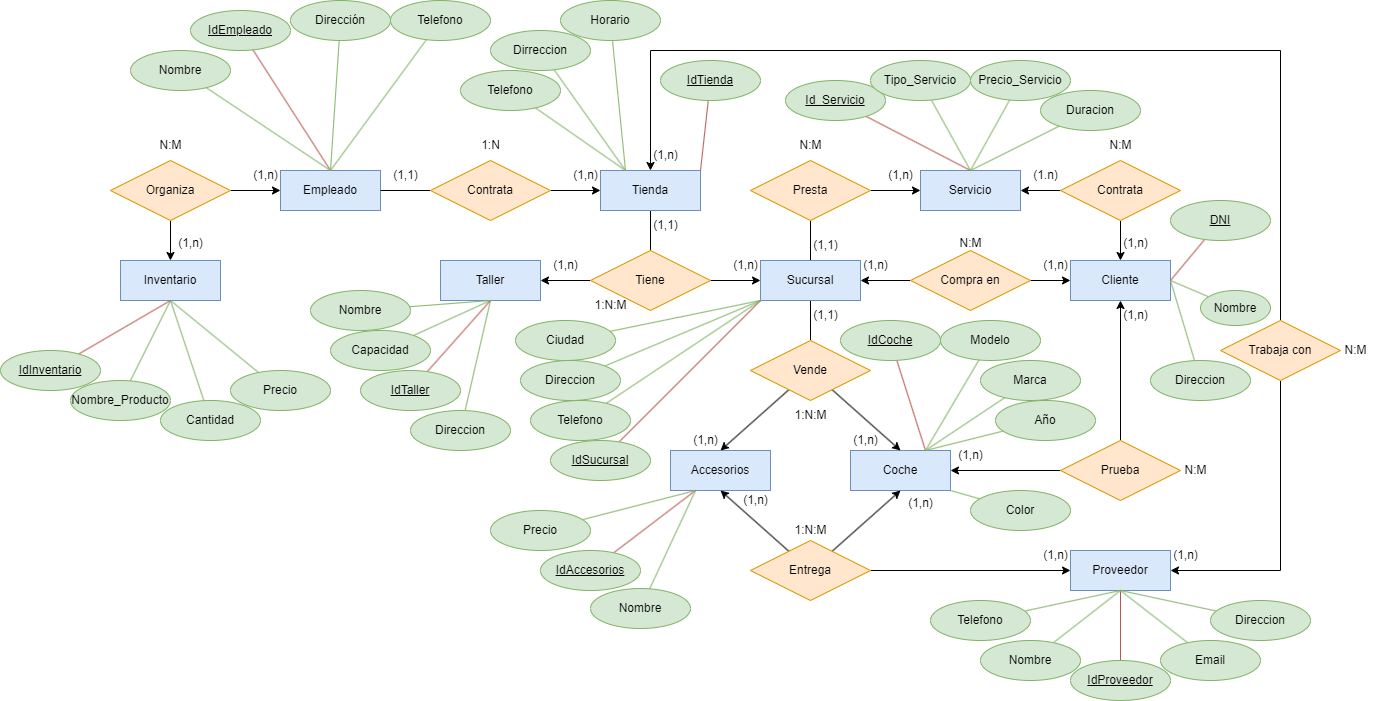 IdEmpleado
Dirección
Telefono
Nombre
Horario
Dirreccion
Telefono
IdTienda
Id_Servicio
Tipo_Servicio
Precio_Servicio
Duracion
N:M
1:N
(1,n)
N:M
N:M
Organiza
(1,n)
Empleado
(1,1)
Contrata
(1,n)
Tienda
Presta
(1,n)
Servicio
(1.n)
Contrata
(1,n)
(1,1)
(1,1)
(1,n)
DNI
Inventario
Taller
(1,n)
Tiene
1:N:M
(1,n)
Sucursal
(1,n)
N:M
Compra en
(1,n)
Cliente
Nombre
Capacidad
IdTaller
Direccion
(1,1)
(1,n)
Nombre
Direccion
Trabaja con
N:M
IdInventario
Nombre_Producto
Cantidad
Precio
Ciudad
Direccion
Telefono
IdSucursal
Vende
1:N:M
IdCoche
Modelo
Marca
Año
(1,n)
(1,n)
Accesorios
Coche
(1,n)
Prueba
N:M
(1,n)
(1,n)
Color
Precio
IdAccesorios
Nombre
1:N:M
Entrega
(1,n)
Proveedor
(1,n)
Telefono
Nombre
IdProveedor
Email
Direccion